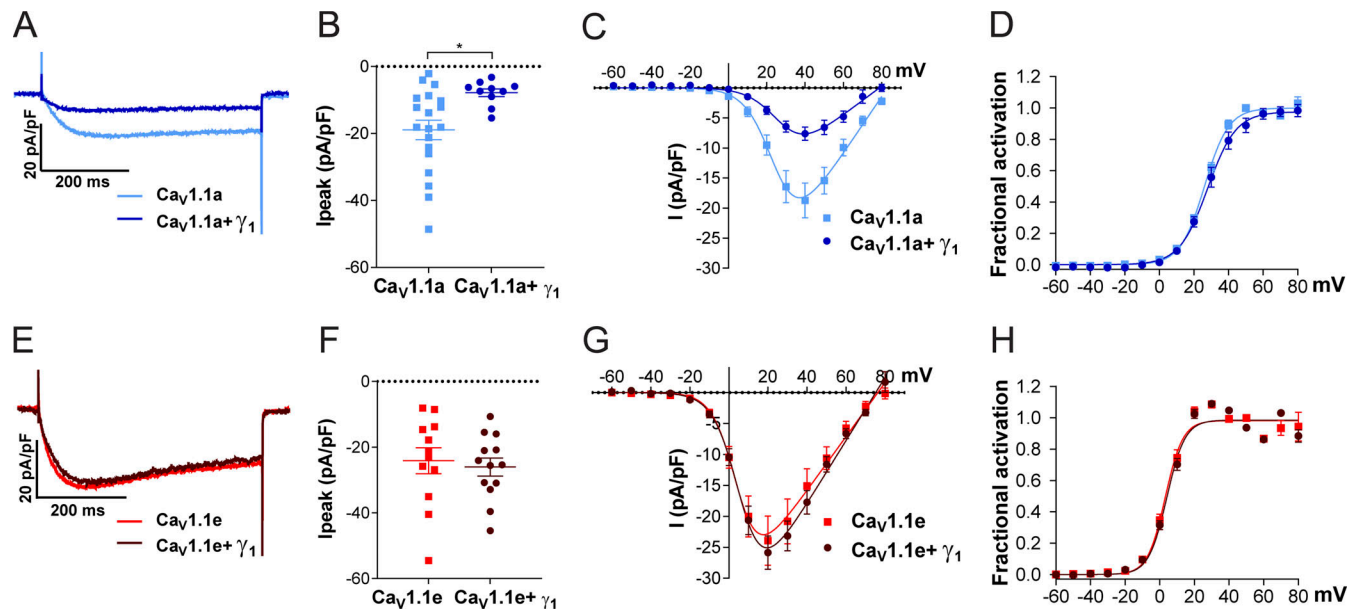 A
20 pA/pF
200 ms
CaV1.1a
CaV1.1a+ γ1
B
*
Ipeak (pA/pF)
0
-20
-40
-60
CaV1.1a CaV1.1a+ γ1
C
mV
20 40 60 80
I (pA/pF)
-5
-10
-15
-20
-25
-30
CaV1.1a
CaV1.1a+ γ1
D
Fractional activation
1.2
1.0
0.8
0.6
0.4
0.2
0.0
-60 -40 -20 0 20 40 60 80 mV
E
20 pA/pF
200 ms
CaV1.1e
CaV1.1e+ γ1
F
Ipeak (pA/pF)
0
-20
-40
-60
CaV1.1e CaV1.1e+ γ1
G
-60 -40 -20 20 40 60 80 mV
I (pA/pF)
-5
-10
-15
-20
-25
-30
CaV1.1e
CaV1.1e+ γ1
H
Fractional activation
1.2
1.0
0.8
0.6
0.4
0.2
0.0
-60 -40 -20 0 20 40 60 80 mV